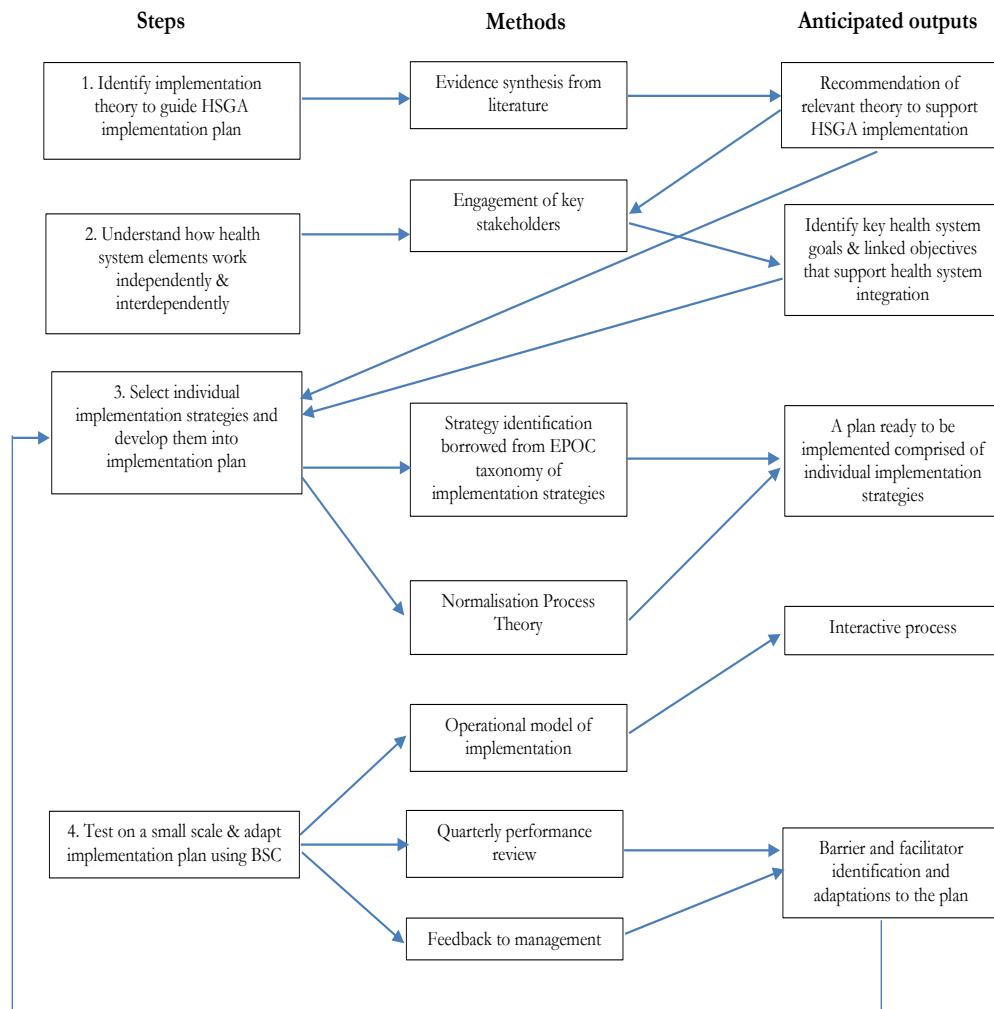 Steps
Methods
Anticipated outputs
1. Identify implementation
theory to guide HSGA
implementation plan
Evidence synthesis from
literature
Recommendation of
relevant theory to support
HSGA implementation
2. Understand how health
system elements work
independently &
interdependently
Engagement of key
stakeholders
Identify key health system
goals & linked objectives
that support health system
integration
3. Select individual
implementation strategies and
develop them into
implementation plan
Strategy identification
borrowed from EPOC
taxonomy of
implementation strategies
A plan ready to be
implemented comprised of
individual implementation
strategies
Normalisation Process
Theory
Interactive process
Operational model of
implementation
4. Test on a small scale & adapt
implementation plan using BSC
Quarterly performance
review
Barrier and facilitator
identification and
adaptations to the plan
Feedback to management